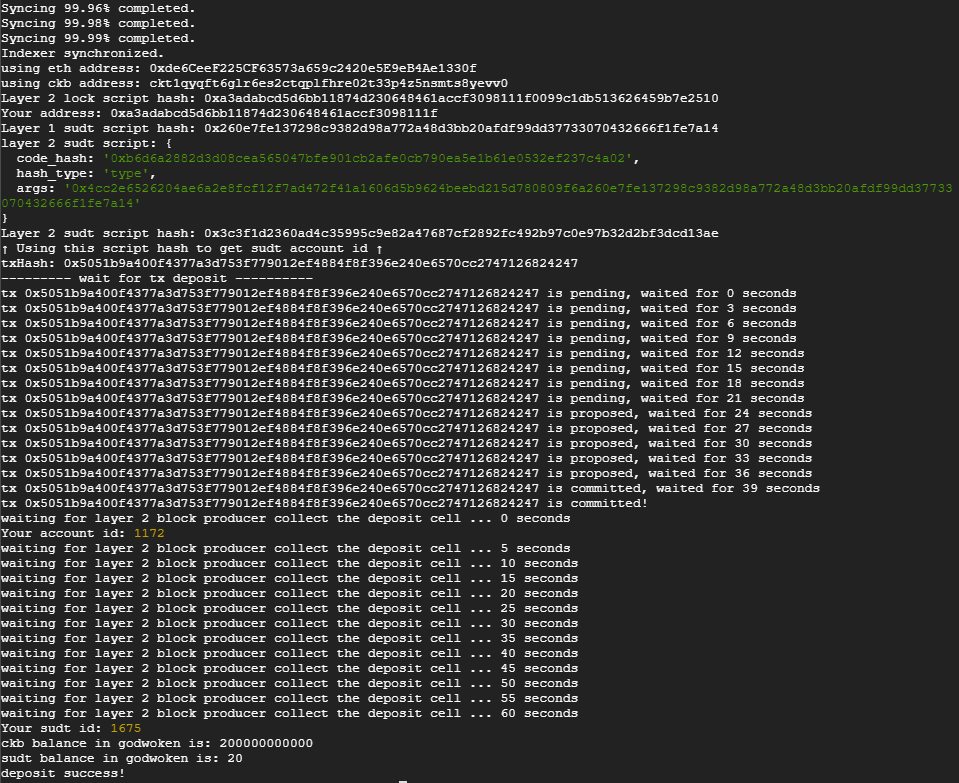 Syncing 99.96% completed.
Syncing 99.98% completed.
Syncing 99.99% completed.
Indexer synchronized.
using eth address: 0xde6CeeF225CF63573a659c2420e5E9eB4Ae1330f
using ckb address: ckt1qyqft6glr6es2ctqplfhre02t33p4z5nsmts8yevv0
Layer 2 lock script hash: 0xa3adabcd5d6bb11874d230648461accf3098111f0099c1db513626459b7e2510
Your address: 0xa3adabcd5d6bb11874d230648461accf3098111f
Layer 1 sudt script hash: 0x260e7fe137298c9382d98a772a48d3bb20afdf99dd37733070432666f1fe7a14
layer 2 sudt script: {
  code_hash: '0xb6d6a2882d3d08cea565047bfe901cb2afe0cb790ea5e1b61e0532ef237c4a02',
  hash_type: 'type',
  args: '0x4cc2e6526204ae6a2e8fcf12f7ad472f41a1606d5b9624beebd215d780809f6a260e7fe137298c9382d98a772a48d3bb20afdf99dd37733
070432666f1fe7a14'
}
Layer 2 sudt script hash: 0x3c3f1d2360ad4c35995c9e82a47687cf2892fc492b97c0e97b32d2bf3dcd13ae
↑ Using this script hash to get sudt account id ↑
txHash: 0x5051b9a400f4377a3d753f779012ef4884f8f396e240e6570cc2747126824247
--------- wait for tx deposit ----------
tx 0x5051b9a400f4377a3d753f779012ef4884f8f396e240e6570cc2747126824247 is pending, waited for 0 seconds
tx 0x5051b9a400f4377a3d753f779012ef4884f8f396e240e6570cc2747126824247 is pending, waited for 3 seconds
tx 0x5051b9a400f4377a3d753f779012ef4884f8f396e240e6570cc2747126824247 is pending, waited for 6 seconds
tx 0x5051b9a400f4377a3d753f779012ef4884f8f396e240e6570cc2747126824247 is pending, waited for 9 seconds
tx 0x5051b9a400f4377a3d753f779012ef4884f8f396e240e6570cc2747126824247 is pending, waited for 12 seconds
tx 0x5051b9a400f4377a3d753f779012ef4884f8f396e240e6570cc2747126824247 is pending, waited for 15 seconds
tx 0x5051b9a400f4377a3d753f779012ef4884f8f396e240e6570cc2747126824247 is pending, waited for 18 seconds
tx 0x5051b9a400f4377a3d753f779012ef4884f8f396e240e6570cc2747126824247 is pending, waited for 21 seconds
tx 0x5051b9a400f4377a3d753f779012ef4884f8f396e240e6570cc2747126824247 is proposed, waited for 24 seconds
tx 0x5051b9a400f4377a3d753f779012ef4884f8f396e240e6570cc2747126824247 is proposed, waited for 27 seconds
tx 0x5051b9a400f4377a3d753f779012ef4884f8f396e240e6570cc2747126824247 is proposed, waited for 30 seconds
tx 0x5051b9a400f4377a3d753f779012ef4884f8f396e240e6570cc2747126824247 is proposed, waited for 33 seconds
tx 0x5051b9a400f4377a3d753f779012ef4884f8f396e240e6570cc2747126824247 is proposed, waited for 36 seconds
tx 0x5051b9a400f4377a3d753f779012ef4884f8f396e240e6570cc2747126824247 is committed, waited for 39 seconds
tx 0x5051b9a400f4377a3d753f779012ef4884f8f396e240e6570cc2747126824247 is committed!
waiting for layer 2 block producer collect the deposit cell ... 0 seconds
Your account id: 1172
waiting for layer 2 block producer collect the deposit cell ... 5 seconds
waiting for layer 2 block producer collect the deposit cell ... 10 seconds
waiting for layer 2 block producer collect the deposit cell ... 15 seconds
waiting for layer 2 block producer collect the deposit cell ... 20 seconds
waiting for layer 2 block producer collect the deposit cell ... 25 seconds
waiting for layer 2 block producer collect the deposit cell ... 30 seconds
waiting for layer 2 block producer collect the deposit cell ... 35 seconds
waiting for layer 2 block producer collect the deposit cell ... 40 seconds
waiting for layer 2 block producer collect the deposit cell ... 45 seconds
waiting for layer 2 block producer collect the deposit cell ... 50 seconds
waiting for layer 2 block producer collect the deposit cell ... 55 seconds
waiting for layer 2 block producer collect the deposit cell ... 60 seconds
Your sudt id: 1675
ckb balance in godwoken is: 200000000000
sudt balance in godwoken is: 20
deposit success!